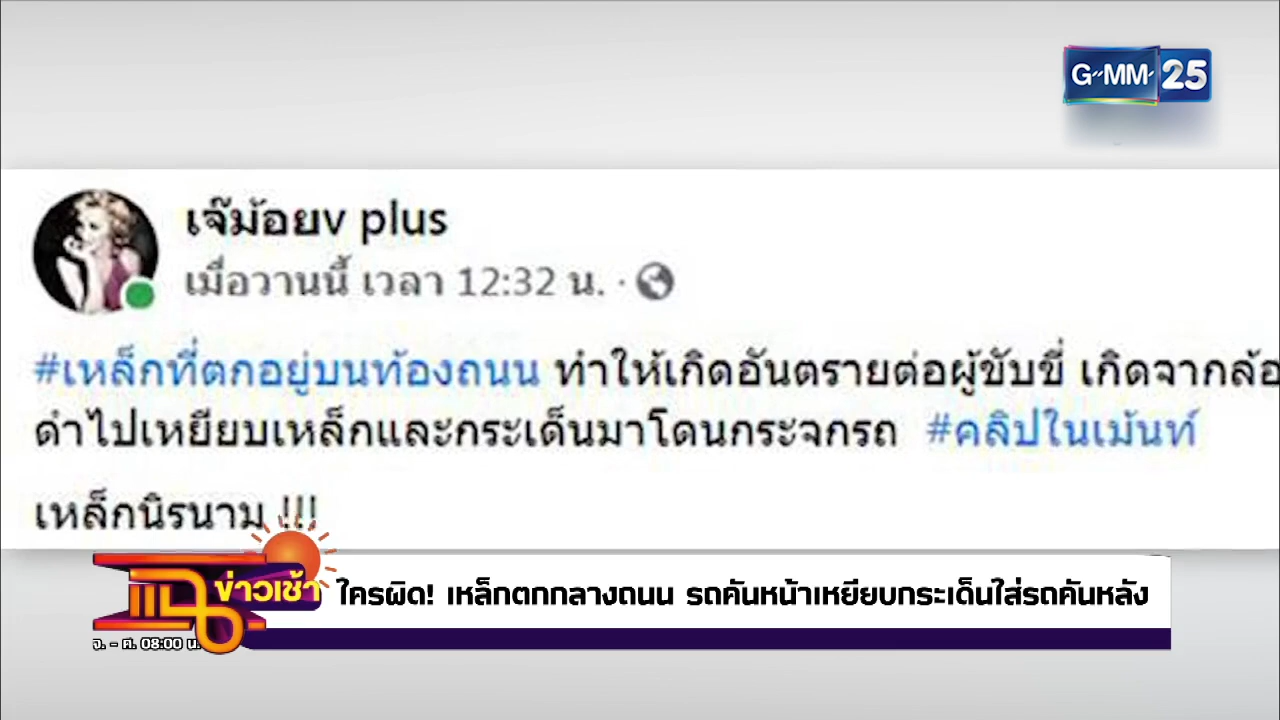 G-MM 25
เจ๊ม้อยv plus
เมื่อวานนี้ เวลา 12:32 น. ·
#เหล็กที่ตกอยู่บนท้องถนน ทำให้เกิดอันตรายต่อผู้ขับขี่ เกิดจากล้อ
ดำไปเหยียบเหล็กและกระเด็นมาโดนกระจกรถ #คลิปในเม้นท์
เหล็กนิรนาม !!!
แฉข่าวเช้า
ใครผิด! เหล็กตกกลางถนน รถคันหน้าเหยียบกระเด็นใส่รถคันหลัง
จ. - ศ. 08:00 น.